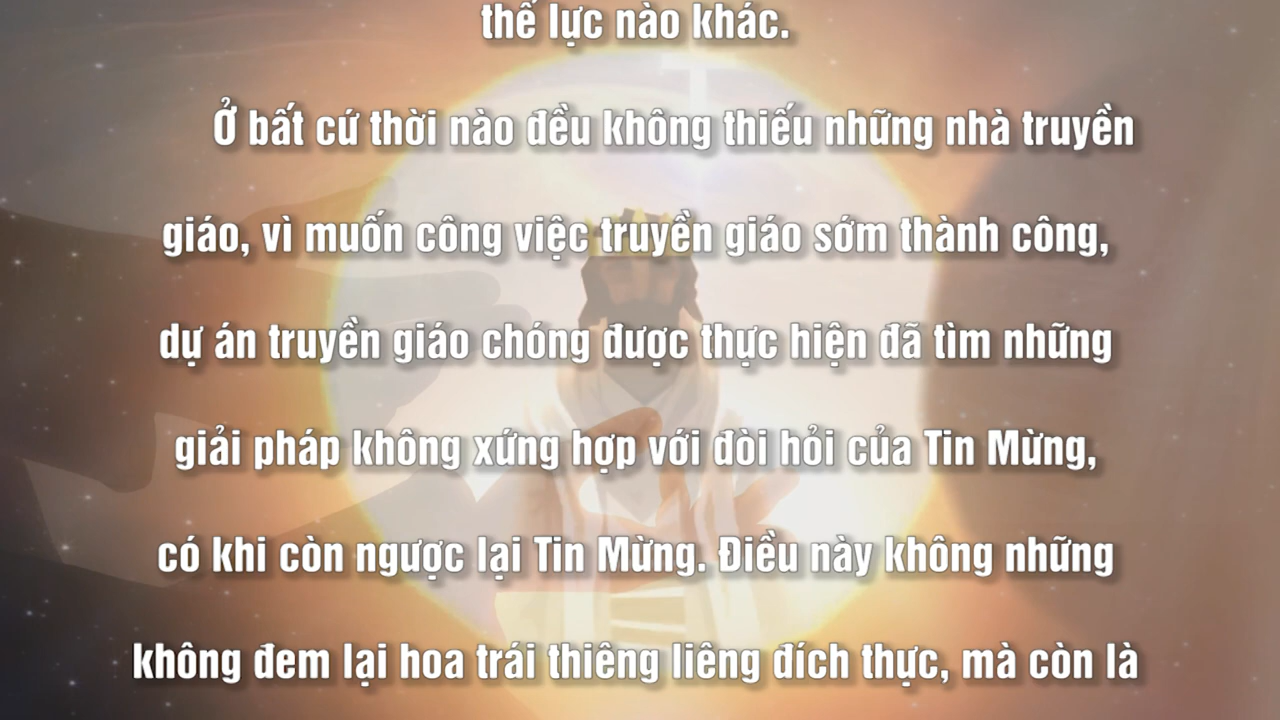 thế lực nào khác.
Ở bất cứ thời nào đều không thiếu những nhà truyền
giáo, vì muốn công việc truyền giáo sớm thành công,
dự án truyền giáo chóng được thực hiện đã tìm những
giải pháp không xứng hợp với đòi hỏi của Tin Mừng,
có khi còn ngược lại Tin Mừng. Điều này không những
không đem lại hoa trái thiêng liêng đích thực, mà còn là